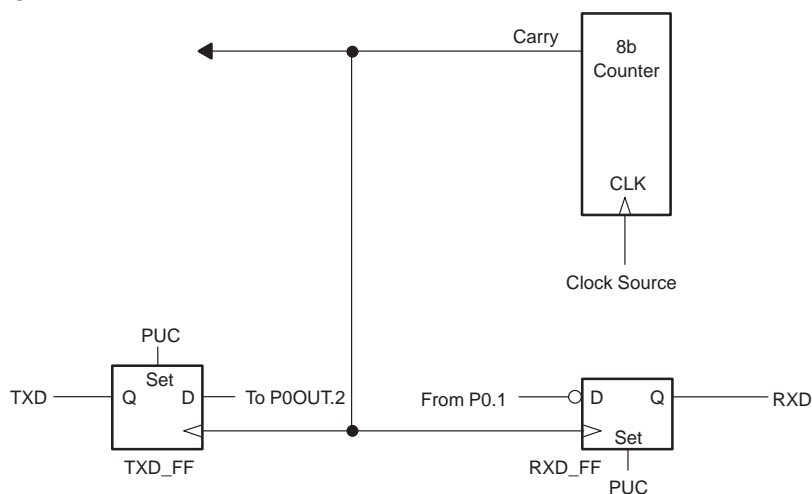 Carry
8b
Counter
CLK
Clock Source
PUC
Set
TXD
Q
D
To P0OUT.2
TXD_FF
From P0.1
D
Q
RXD
Set
RXD_FF
PUC